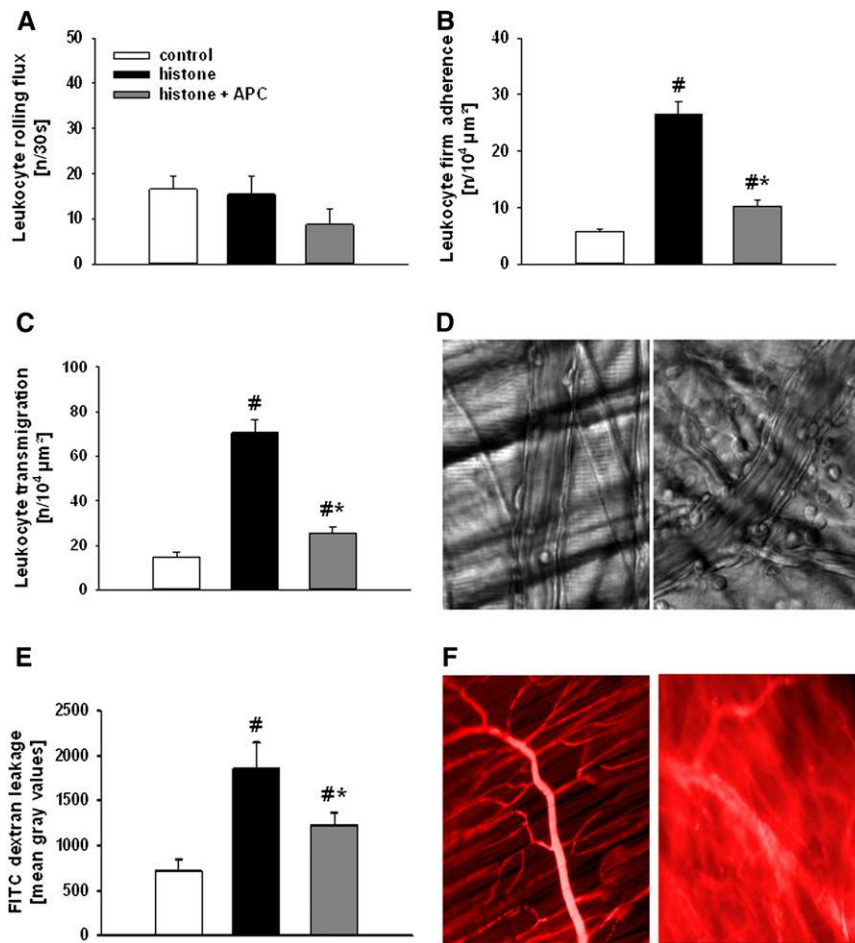 A
Leukocyte rolling flux
[n/30s]
50
40
30
20
10
0
control
histone
histone + APC
B
Leukocyte firm adherence
[n/10⁴ µm²]
40
30
20
10
0
#
#*
C
Leukocyte transmigration
[n/10⁴ µm²]
100
80
60
40
20
0
#
#*
D
E
FITC dextran leakage
[mean gray values]
2500
2000
1500
1000
500
0
#
#*
F